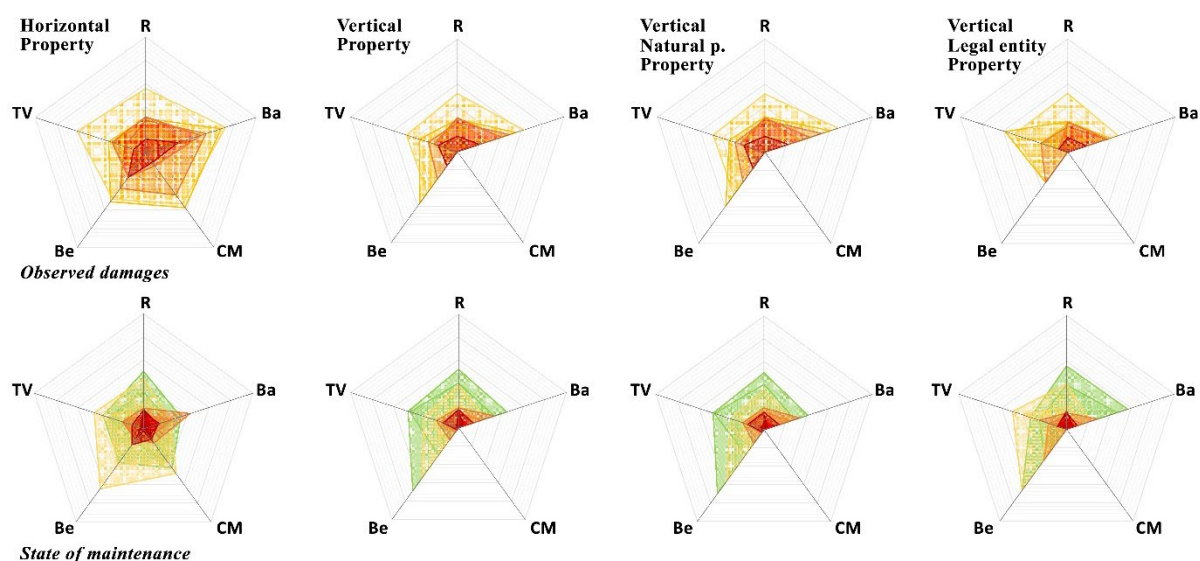 Horizontal
Property
R
TV
Ba
Be
CM
Vertical
Property
R
TV
Ba
Be
CM
Vertical
Natural p.
Property
R
TV
Ba
Be
CM
Vertical
Legal entity
Property
R
TV
Ba
Be
CM
Observed damages
R
TV
Ba
Be
CM
R
TV
Ba
Be
CM
R
TV
Ba
Be
CM
R
TV
Ba
Be
CM
State of maintenance